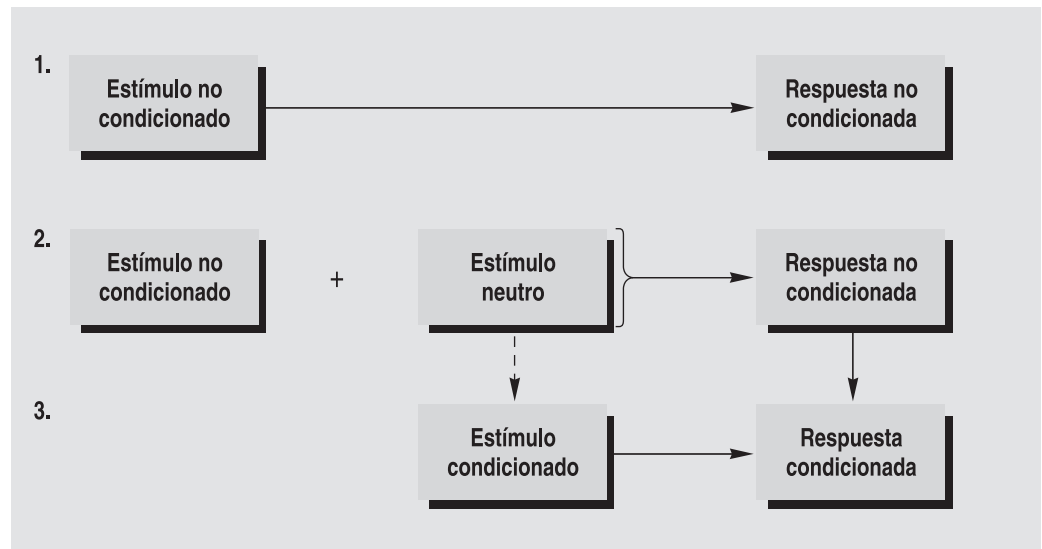 1.
Estímulo no
condicionado
Respuesta no
condicionada
2.
Estímulo no
condicionado
+
Estímulo
neutro
Respuesta no
condicionada
3.
Estímulo
condicionado
Respuesta
condicionada